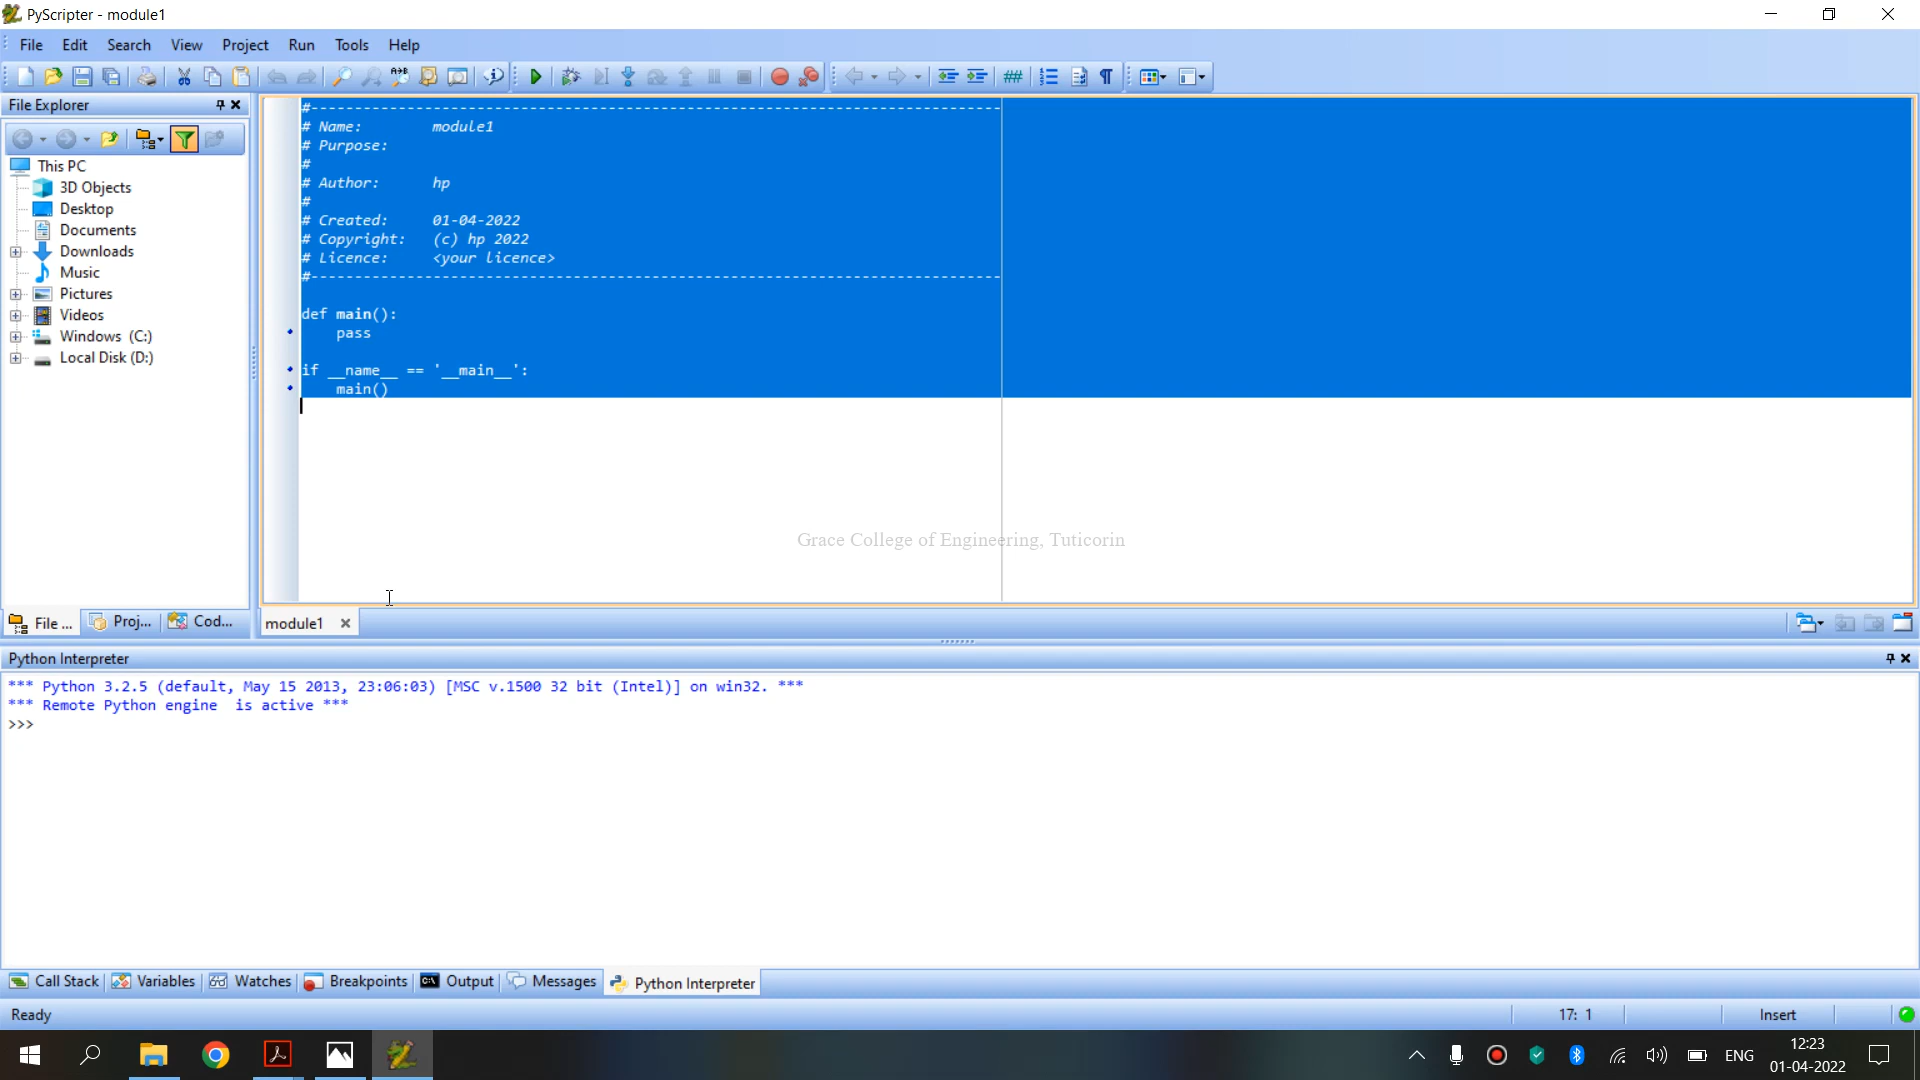 PyScripter - module1
File Edit Search View Project Run Tools Help
File Explorer
This PC
3D Objects
Desktop
Documents
Downloads
Music
Pictures
Videos
Windows (C:)
Local Disk (D:)
File ... Proj... Cod...
#-------------------------------------------------------------------------------
# Name:        module1
# Purpose:
#
# Author:      hp
#
# Created:     01-04-2022
# Copyright:   (c) hp 2022
# Licence:     <your licence>
#-------------------------------------------------------------------------------
def main():
    pass
if __name__ == '__main__':
    main()
Grace College of Engineering, Tuticorin
module1
Python Interpreter
*** Python 3.2.5 (default, May 15 2013, 23:06:03) [MSC v.1500 32 bit (Intel)] on win32. ***
*** Remote Python engine  is active ***
>>>
Call Stack Variables Watches Breakpoints Output Messages Python Interpreter
Ready 17: 1 Insert
ENG 12:23
01-04-2022